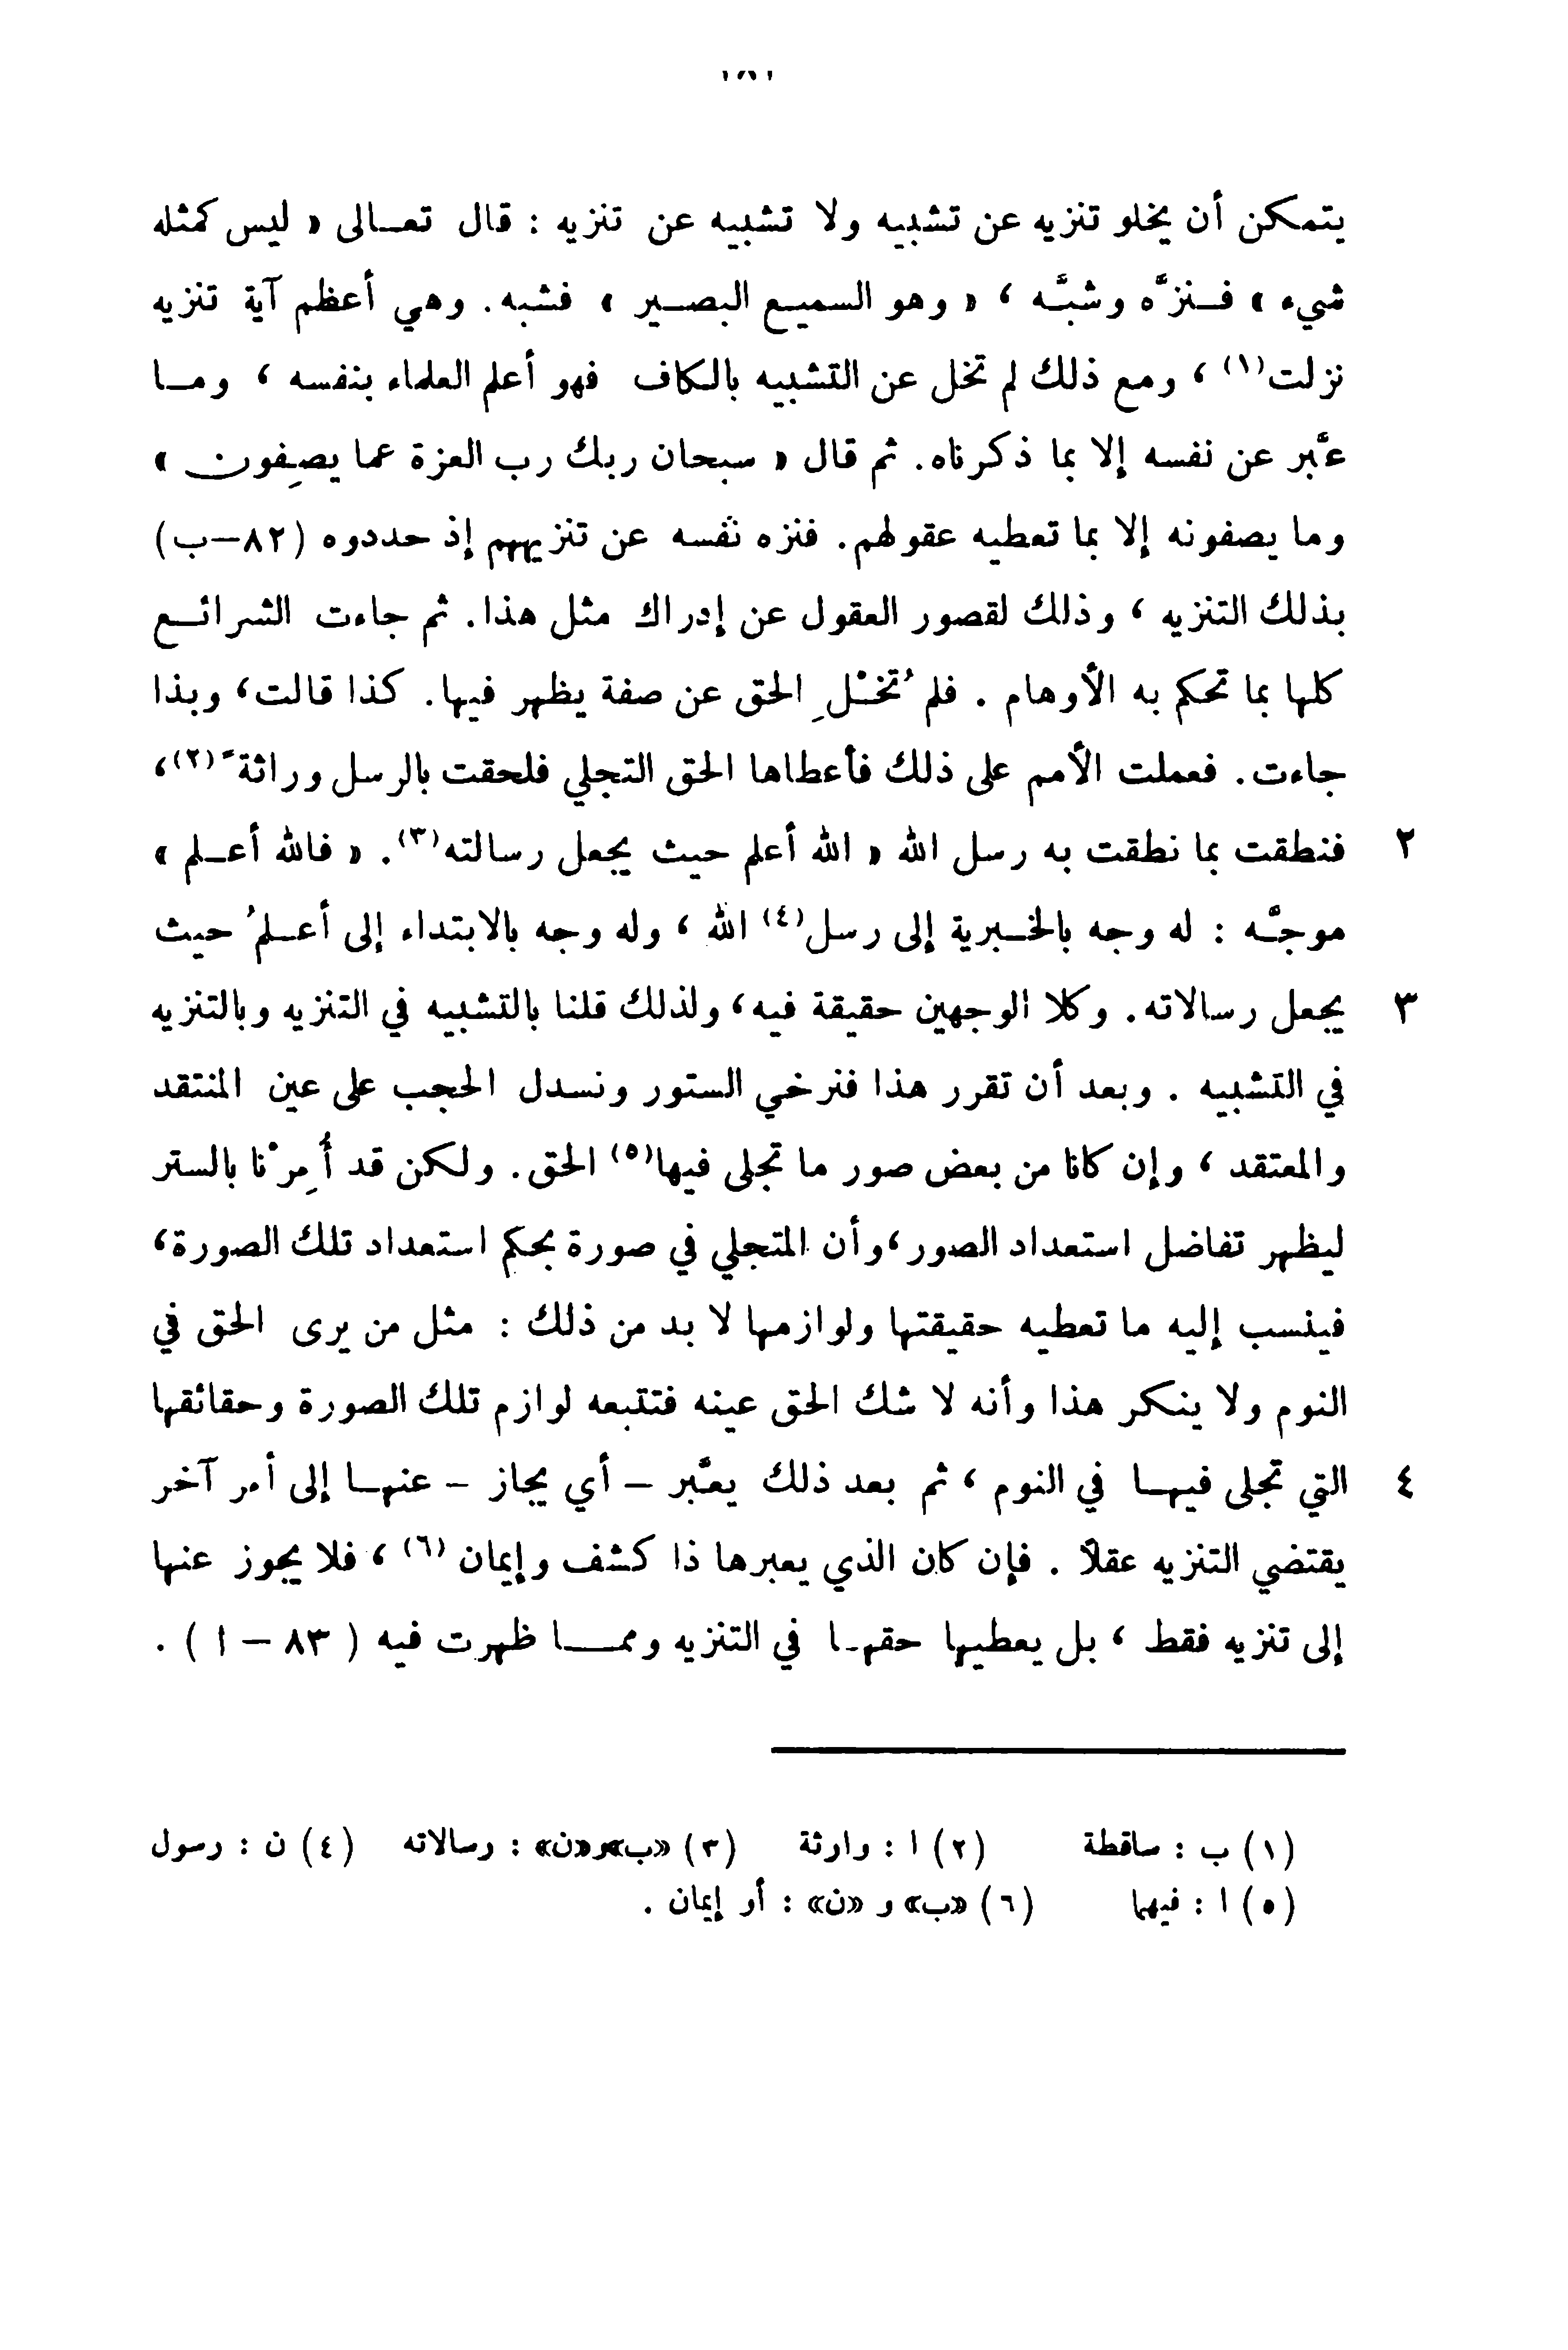 يتمكن أن يخلو تنزيه عن تشبيه ولا تشبيه عن تنزيه : قال تعالى « ليس كمثله
شيء » فنزَّه وشبَّه ، « وهو السميع البصير » فشبه . وهي أعظم آية تنزيه
نزلت(١) ، ومع ذلك لم تخل عن التشبيه بالكاف فهو أعلم العلماء بنفسه ، وما
عبَّر عن نفسه إلا بما ذكرناه. ثم قال « سبحان ربك رب العزة عما يصِفون »
وما يصفونه إلا بما تعطيه عقولهم. فنزه نفسه عن تنزيههم إذ حددوه (٨٢–ب)
بذلك التنزيه ، وذلك لقصور العقول عن إدراك مثل هذا. ثم جاءت الشرائع
كلها بما تحكم به الأوهام . فلم تُخْلِ الحق عن صفة يظهر فيها. كذا قالت، وبذا
جاءت. فعملت الأمم على ذلك فأعطاها الحق التجلي فلحقت بالرسل وراثةً(٢)،
٢ فنطقت بما نطقت به رسل الله « الله أعلم حيث يجعل رسالته(٣). « فالله أعلم »
موجَّه : له وجه بالخبرية إلى رسل(٤) الله ، وله وجه بالابتداء إلى أعلمُ حيث
٣ يجعل رسالاته. وكلا الوجهين حقيقة فيه، ولذلك قلنا بالتشبيه في التنزيه وبالتنزيه
في التشبيه . وبعد أن تقرر هذا فنرخي الستور ونسدل الحجب على عين المنتقد
والمعتقد ، وإن كانا من بعض صور ما تجلى فيها(٥) الحق. ولكن قد أُمِرْنا بالستر
ليظهر تفاضل استعداد الصور، وأن المتجلي في صورة بحكم استعداد تلك الصورة،
فينسب إليه ما تعطيه حقيقتها ولوازمها لا بد من ذلك : مثل من يرى الحق في
النوم ولا ينكر هذا وأنه لا شك الحق عينه فتتبعه لوازم تلك الصورة وحقائقها
٤ التي تجلى فيها في النوم ، ثم بعد ذلك يعبَّر – أي يجاز – عنها إلى أمر آخر
يقتضي التنزيه عقلاً . فإن كان الذي يعبرها ذا كشف وإيمان (٦) ، فلا يجوز عنها
إلى تنزيه فقط ، بل يعطيها حقها في التنزيه ومما ظهرت فيه ( ٨٣ – ا ) .
(١) ب : ساقطة (٢) ا : وارثة (٣) «ب» و«ن» : رسالاته (٤) ن : رسول
(٥) ا : فيهما (٦) «ب» و «ن» : أو إيمان .